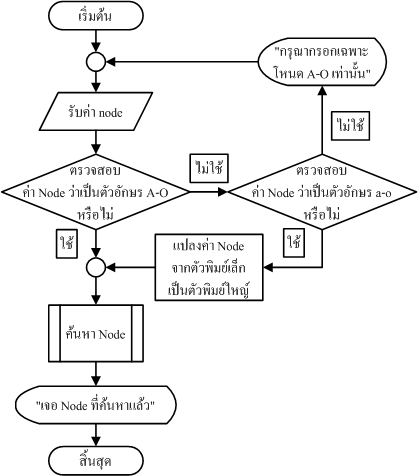 เริ่มต้น
"กรุณากรอกเฉพาะ
โหนด A-O เท่านั้น"
รับค่า node
ไม่ใช้
ไม่ใช้
ตรวจสอบ
ค่า Node ว่าเป็นตัวอักษร A-O
หรือไม่
ตรวจสอบ
ค่า Node ว่าเป็นตัวอักษร a-o
หรือไม่
ใช้
ใช้
แปลงค่า Node
จากตัวพิมย์เล็ก
เป็นตัวพิมย์ใหญ่
ค้นหา Node
"เจอ Node ที่ค้นหาแล้ว"
สิ้นสุด